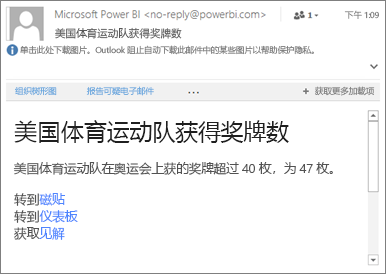 Microsoft Power BI <no-reply@powerbi.com>
1
下午 1:09
美国体育运动队获得奖牌数
单击此处下载图片。Outlook 阻止自动下载此邮件中的某些图片以帮助保护隐私。
组织树形图 报告可疑电子邮件 ... + 获取更多加载项
美国体育运动队获得奖牌数
美国体育运动队在奥运会上获的奖牌超过 40 枚，为 47 枚。
转到磁贴
转到仪表板
获取见解